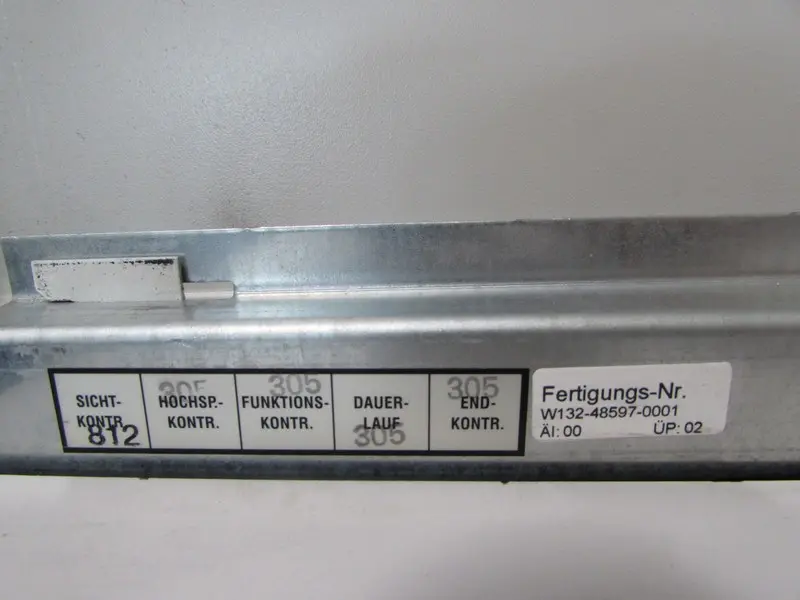 SICHT-
KONTR.
812
305
HOCHSP.-
KONTR.
305
FUNKTIONS-
KONTR.
DAUER-
LAUF
305
305
END-
KONTR.
Fertigungs-Nr.
W132-48597-0001
ÄI: 00 ÜP: 02